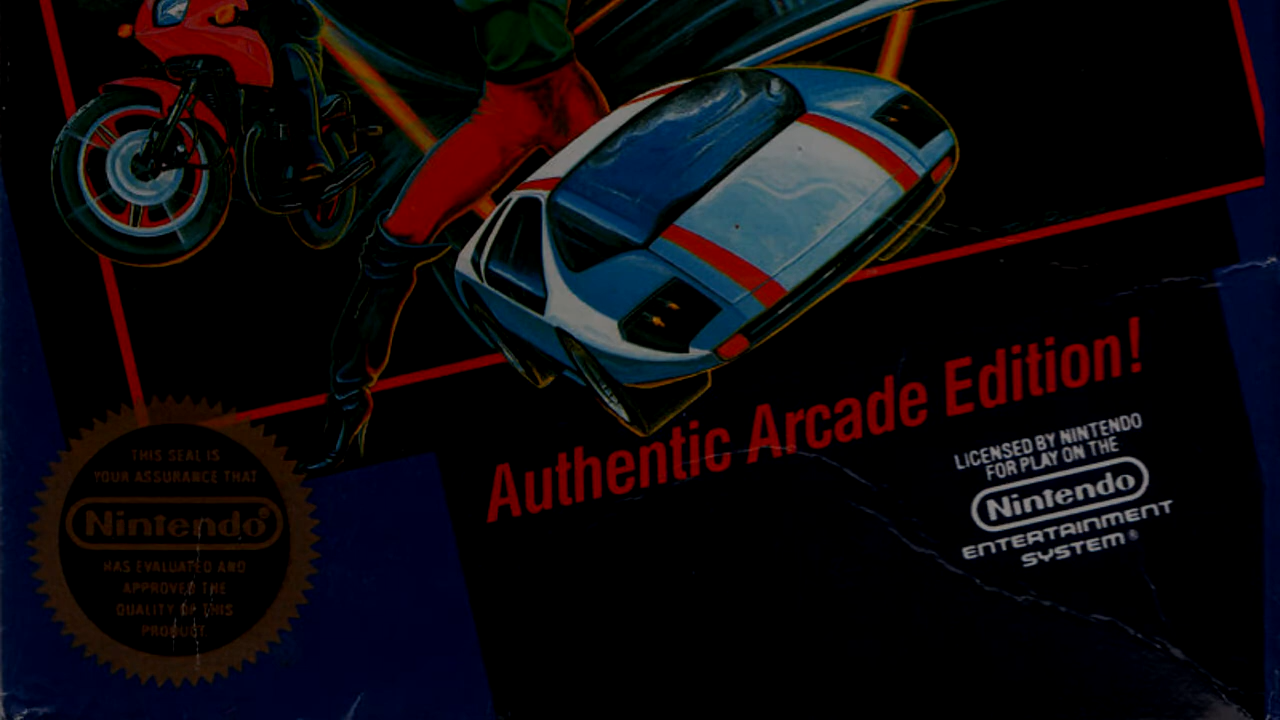 Authentic Arcade Edition!
LICENSED BY NINTENDO
FOR PLAY ON THE
Nintendo
ENTERTAINMENT
SYSTEM®
THIS SEAL IS
YOUR ASSURANCE THAT
Nintendo®
HAS EVALUATED AND
APPROVED THE
QUALITY OF THIS
PRODUCT